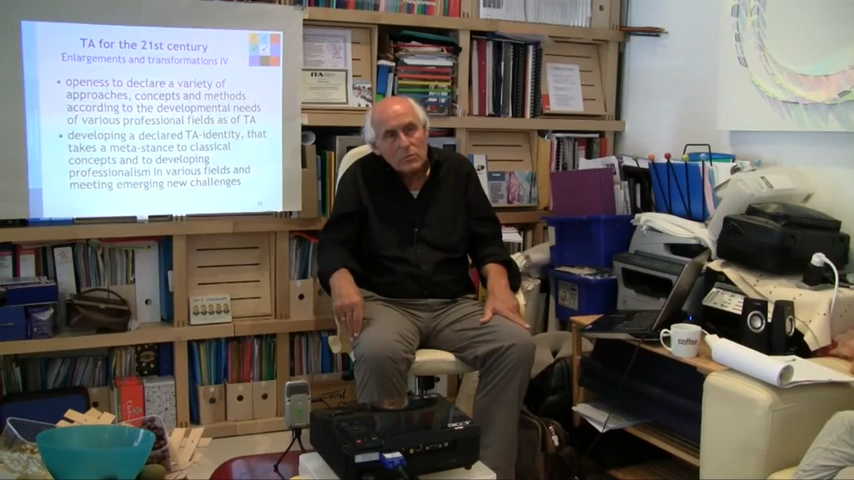 TA for the 21st century
Enlargements and transformations IV
openess to declare a variety of
approaches, concepts and methods
according to the developmental needs
of various professional fields as of TA
developing a declared TA-identity, that
takes a meta-stance to classical
concepts and to developing
professionalism in various fields and
meeting emerging new challenges
ITA
coffee
acer